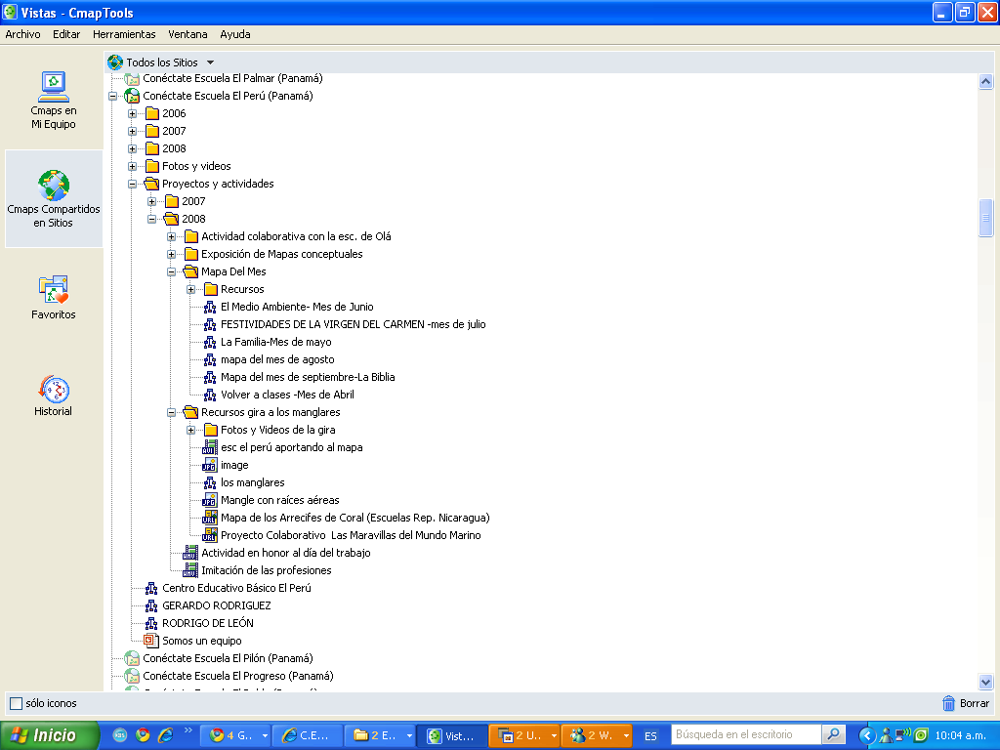 Vistas - CmapTools
Archivo Editar Herramientas Ventana Ayuda
Cmaps en
Mi Equipo
Cmaps Compartidos
en Sitios
Favoritos
Historial
Todos los Sitios
Conéctate Escuela El Palmar (Panamá)
Conéctate Escuela El Perú (Panamá)
2006
2007
2008
Fotos y videos
Proyectos y actividades
2007
2008
Actividad colaborativa con la esc. de Olá
Exposición de Mapas conceptuales
Mapa Del Mes
Recursos
El Medio Ambiente- Mes de Junio
FESTIVIDADES DE LA VIRGEN DEL CARMEN -mes de julio
La Familia-Mes de mayo
mapa del mes de agosto
Mapa del mes de septiembre-La Biblia
Volver a clases -Mes de Abril
Recursos gira a los manglares
Fotos y Videos de la gira
esc el perú aportando al mapa
image
los manglares
Mangle con raíces aéreas
Mapa de los Arrecifes de Coral (Escuelas Rep. Nicaragua)
Proyecto Colaborativo Las Maravillas del Mundo Marino
Actividad en honor al día del trabajo
Imitación de las profesiones
Centro Educativo Básico El Perú
GERARDO RODRIGUEZ
RODRIGO DE LEÓN
Somos un equipo
Conéctate Escuela El Pilón (Panamá)
Conéctate Escuela El Progreso (Panamá)
sólo iconos
Borrar
Inicio
4 G..
C.E...
2 E..
Vist...
2 U..
2 W..
ES
Búsqueda en el escritorio
10:04 a.m.